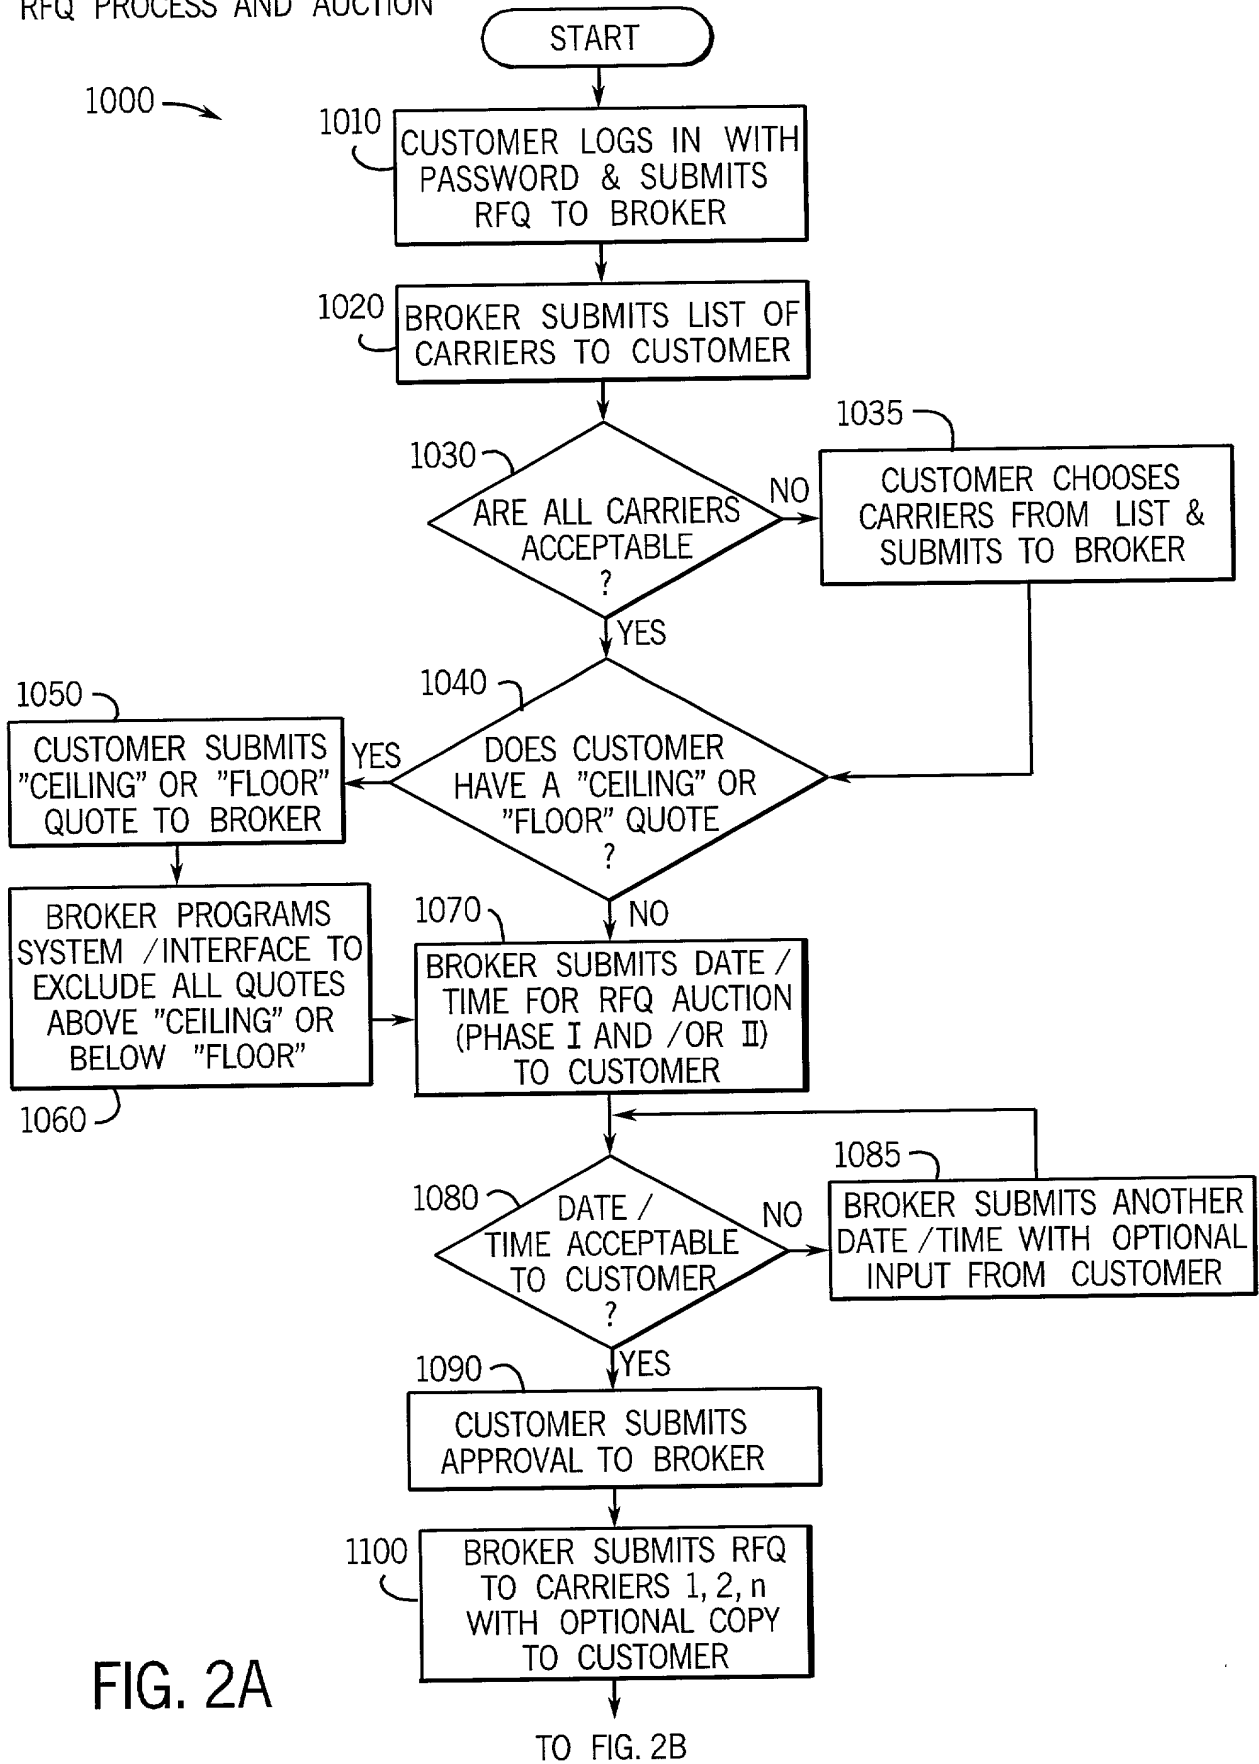 RFQ PROCESS AND AUCTION
START
1000
1010
CUSTOMER LOGS IN WITH
PASSWORD & SUBMITS
RFQ TO BROKER
1020
BROKER SUBMITS LIST OF
CARRIERS TO CUSTOMER
1030
ARE ALL CARRIERS
ACCEPTABLE
?
NO
1035
CUSTOMER CHOOSES
CARRIERS FROM LIST &
SUBMITS TO BROKER
YES
1040
DOES CUSTOMER
HAVE A "CEILING" OR
"FLOOR" QUOTE
?
YES
1050
CUSTOMER SUBMITS
"CEILING" OR "FLOOR"
QUOTE TO BROKER
BROKER PROGRAMS
SYSTEM / INTERFACE TO
EXCLUDE ALL QUOTES
ABOVE "CEILING" OR
BELOW "FLOOR"
1060
NO
1070
BROKER SUBMITS DATE /
TIME FOR RFQ AUCTION
(PHASE I AND / OR II)
TO CUSTOMER
1080
DATE /
TIME ACCEPTABLE
TO CUSTOMER
?
NO
1085
BROKER SUBMITS ANOTHER
DATE / TIME WITH OPTIONAL
INPUT FROM CUSTOMER
YES
1090
CUSTOMER SUBMITS
APPROVAL TO BROKER
1100
BROKER SUBMITS RFQ
TO CARRIERS 1, 2, n
WITH OPTIONAL COPY
TO CUSTOMER
FIG. 2A
TO FIG. 2B